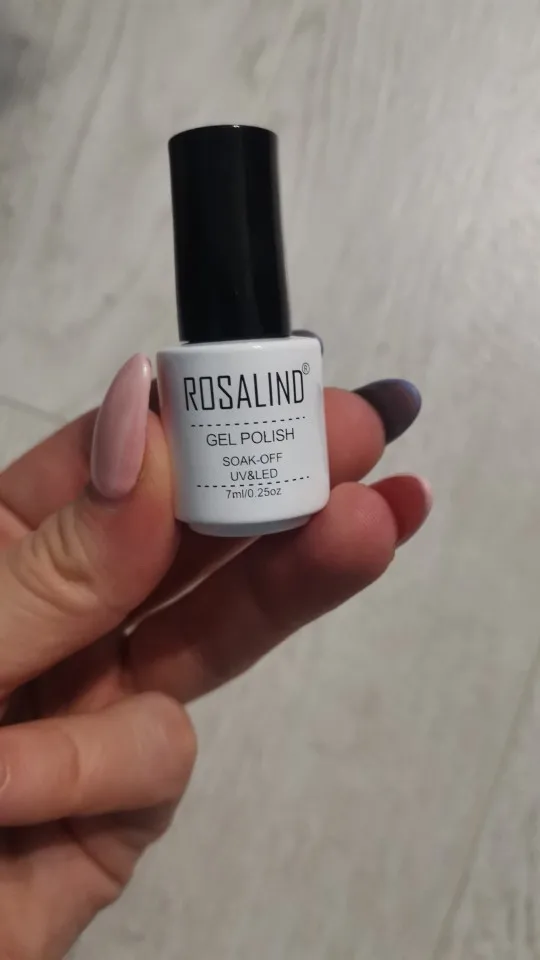 ROSALIND®
GEL POLISH
SOAK-OFF
UV&LED
7ml/0.25oz